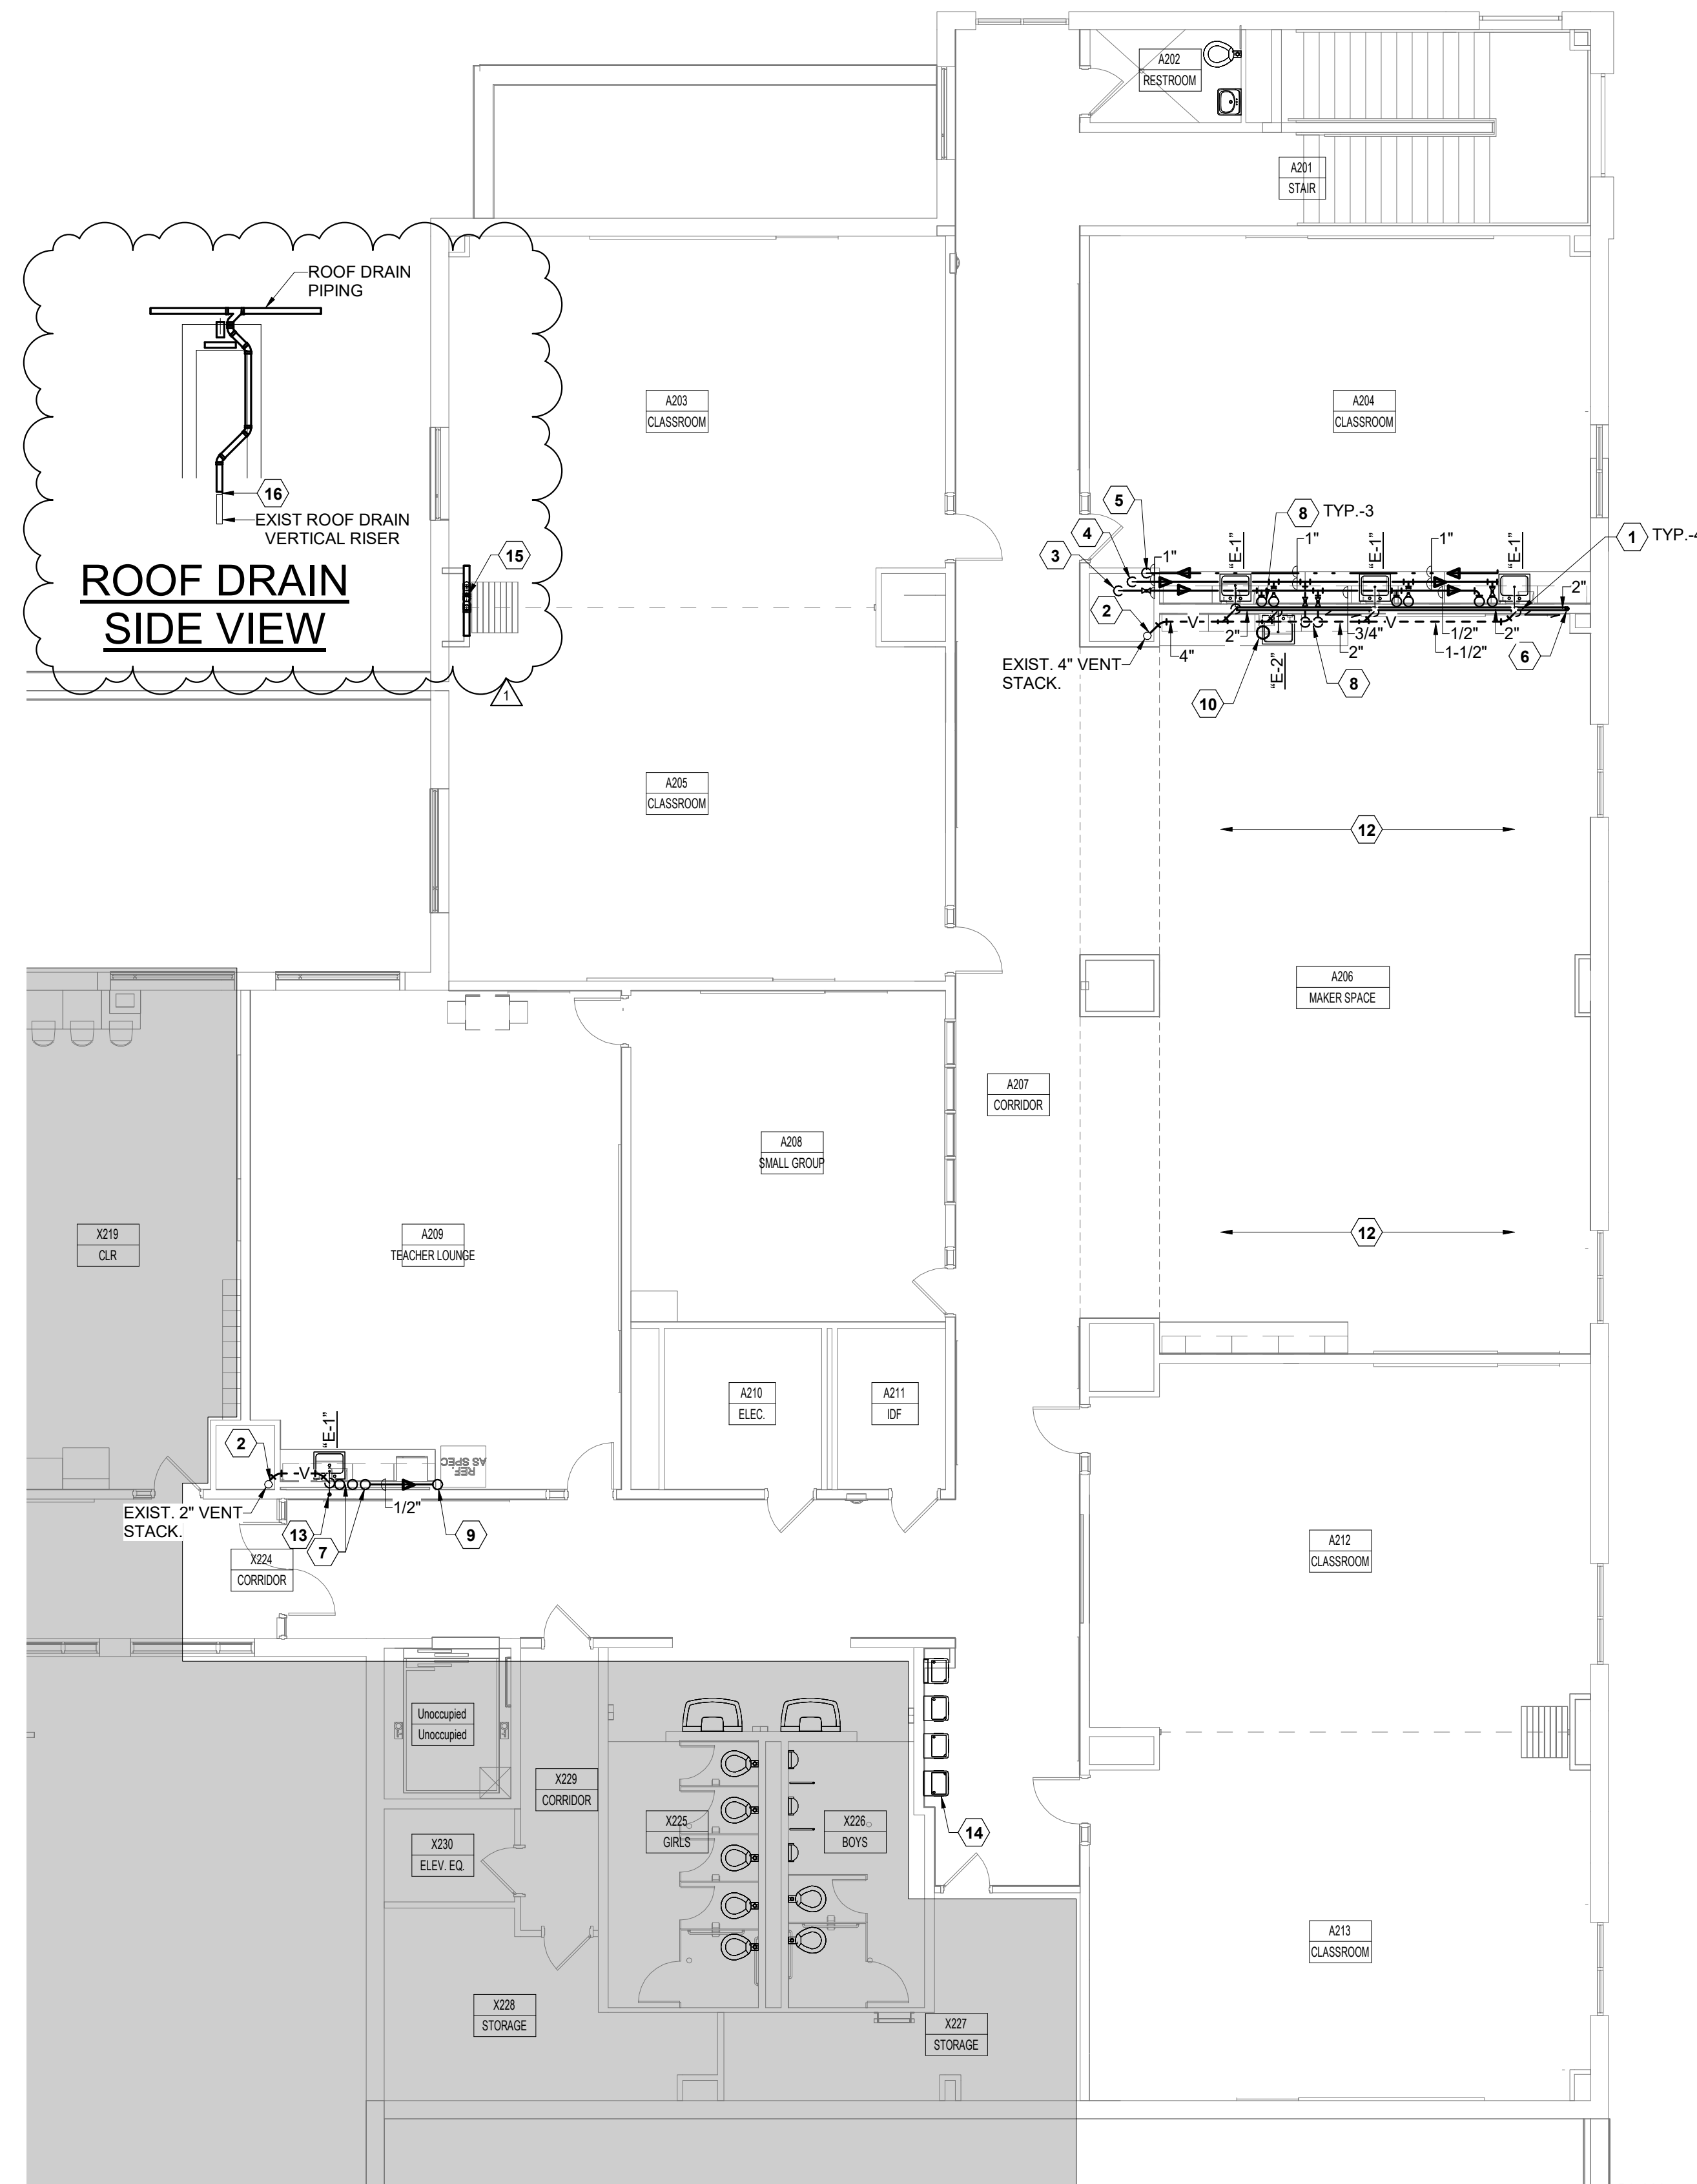 A202
RESTROOM
A201
STAIR
ROOF DRAIN
PIPING
16
EXIST ROOF DRAIN
VERTICAL RISER
ROOF DRAIN
SIDE VIEW
15
1
A203
CLASSROOM
A204
CLASSROOM
5
4
3
2
8 TYP.-3
1 TYP.-4
1"
"E-1"
1"
"E-1"
1"
"E-1"
2"
V
4"
2"
3/4"
2"
V
1/2"
1-1/2"
2"
6
EXIST. 4" VENT
STACK.
"E-2"
10
8
A205
CLASSROOM
12
A206
MAKER SPACE
A207
CORRIDOR
A208
SMALL GROUP
12
X219
CLR
A209
TEACHER LOUNGE
A210
ELEC.
A211
IDF
2
"E-1"
V
REF.
AS SPEC
1/2"
EXIST. 2" VENT
STACK.
13
7
9
X224
CORRIDOR
A212
CLASSROOM
Unoccupied
Unoccupied
X229
CORRIDOR
X225
GIRLS
X226
BOYS
14
X230
ELEV. EQ.
A213
CLASSROOM
X228
STORAGE
X227
STORAGE